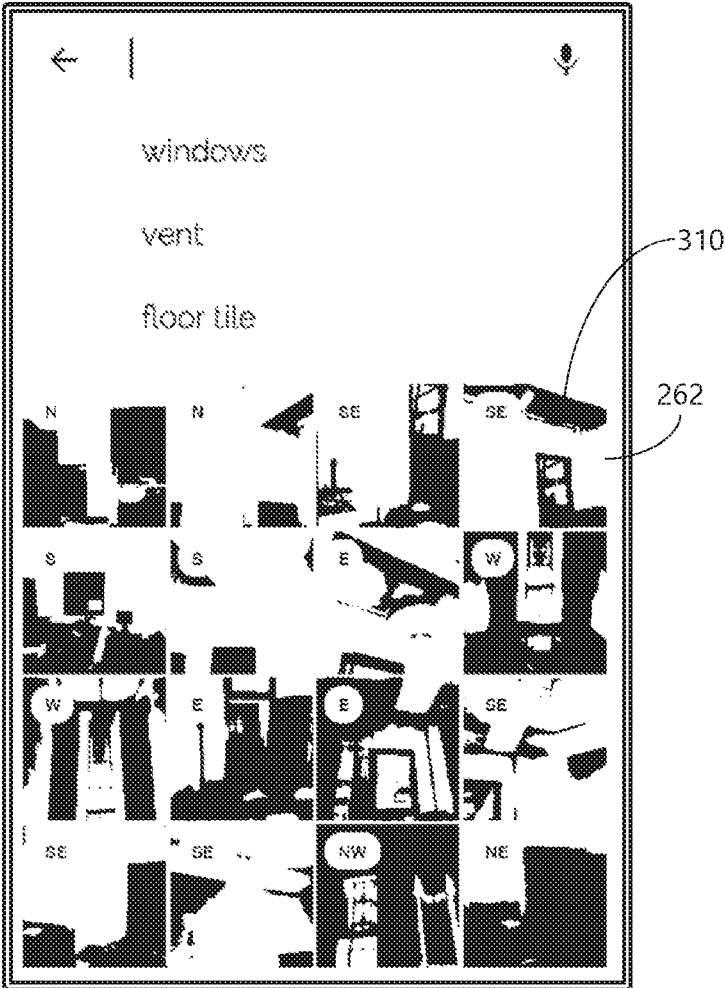 windows
vent
floor tile
310
262
N N SE SE
S S E W
W E E SE
SE SE NW NE